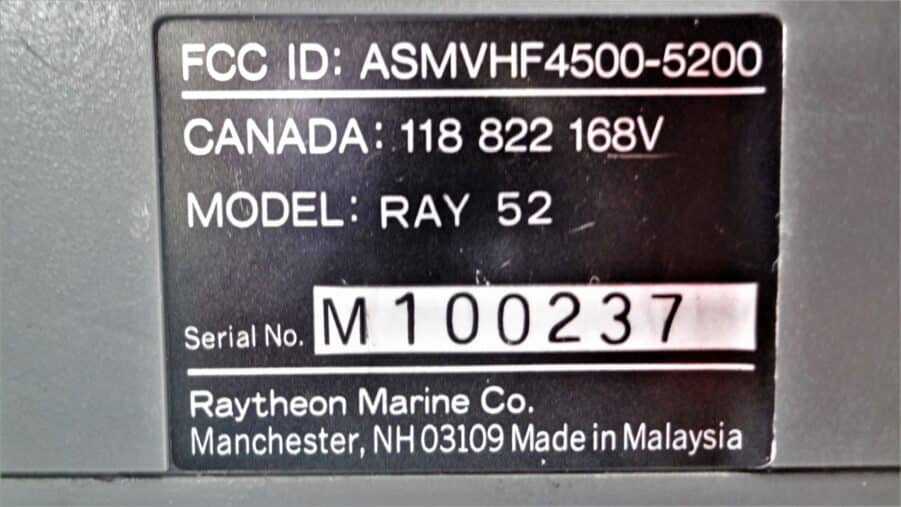 FCC ID: ASMVHF4500-5200
CANADA: 118 822 168V
MODEL: RAY 52
Serial No. M100237
Raytheon Marine Co.
Manchester, NH 03109 Made in Malaysia